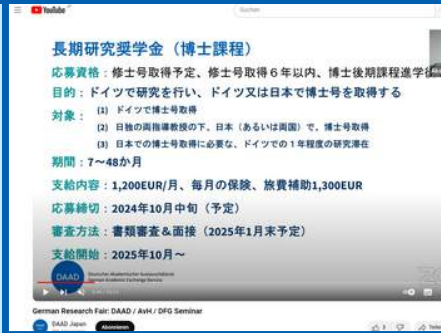 YouTube
Suchen
長期研究奨学金（博士課程）
応募資格：修士号取得予定、修士号取得６年以内、博士後期課程進学後
目的：ドイツで研究を行い、ドイツ又は日本で博士号を取得する
対象：
(1) ドイツで博士号取得
(2) 日独の両指導教授の下、日本（あるいは両国）で、博士号取得
(3) 日本での博士号取得に必要な、ドイツでの１年程度の研究滞在
期間：7～48か月
支給内容：1,200EUR/月、毎月の保険、旅費補助1,300EUR
応募締切：2024年10月中旬（予定）
審査方法：書類審査&面接（2025年1月末予定）
支給開始：2025年10月～
DAAD
Deutscher Akademischer Austauschdienst
German Academic Exchange Service
German Research Fair: DAAD / AvH / DFG Seminar
DAAD Japan
Abonnieren
3